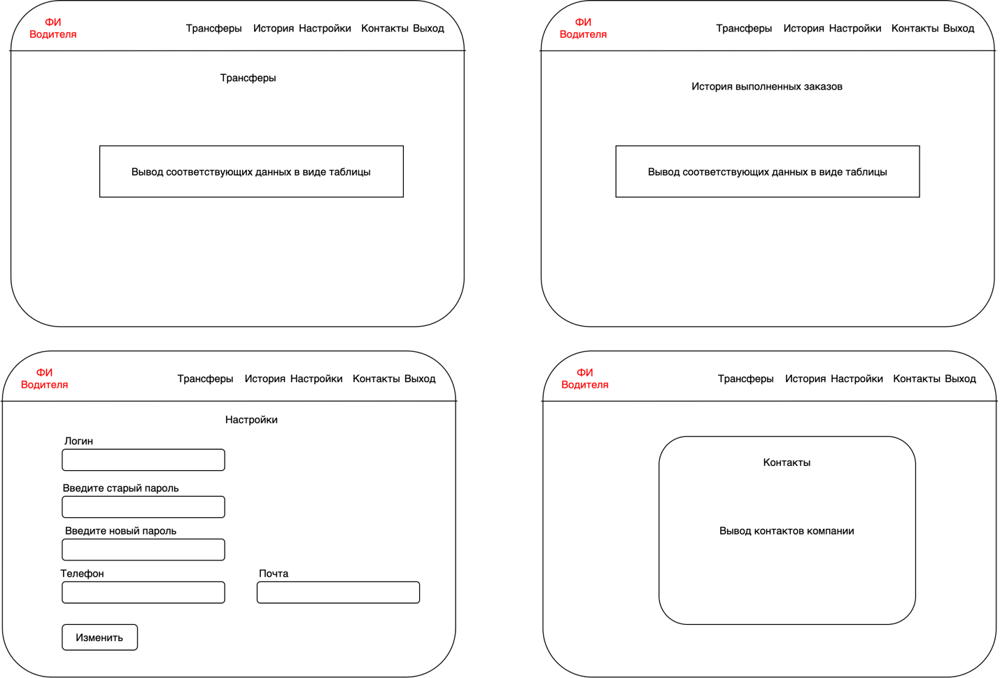 ФИ
Водителя
Трансферы История Настройки Контакты Выход
Трансферы
Вывод соответствующих данных в виде таблицы
ФИ
Водителя
Трансферы История Настройки Контакты Выход
История выполненных заказов
Вывод соответствующих данных в виде таблицы
ФИ
Водителя
Трансферы История Настройки Контакты Выход
Настройки
Логин
Введите старый пароль
Введите новый пароль
Телефон Почта
Изменить
ФИ
Водителя
Трансферы История Настройки Контакты Выход
Контакты
Вывод контактов компании